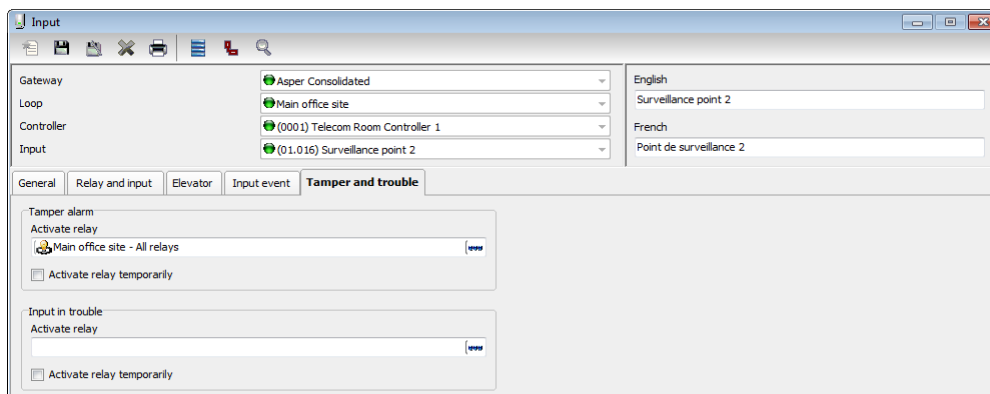 Input
Gateway
Asper Consolidated
Loop
Main office site
Controller
(0001) Telecom Room Controller 1
Input
(01.016) Surveillance point 2
English
Surveillance point 2
French
Point de surveillance 2
General Relay and input Elevator Input event Tamper and trouble
Tamper alarm
Activate relay
Main office site - All relays
Activate relay temporarily
Input in trouble
Activate relay
Activate relay temporarily